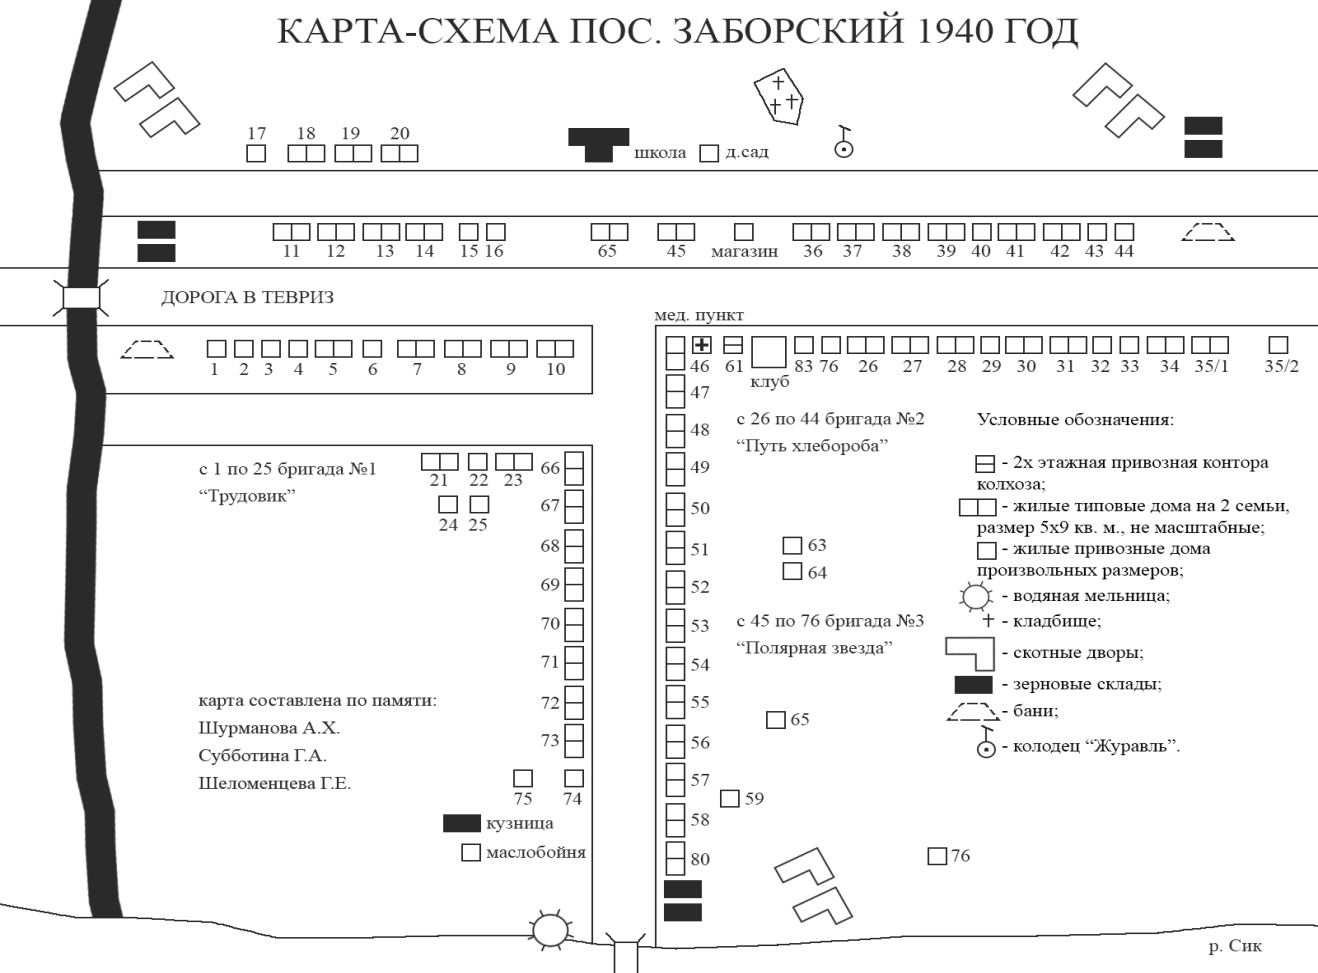 КАРТА-СХЕМА ПОС. ЗАБОРСКИЙ 1940 ГОД
17 18 19 20
школа д.сад
11 12 13 14 15 16 65 45 магазин 36 37 38 39 40 41 42 43 44
ДОРОГА В ТЕВРИЗ
мед. пункт
1 2 3 4 5 6 7 8 9 10
46 61 клуб 83 76 26 27 28 29 30 31 32 33 34 35/1 35/2
с 1 по 25 бригада №1
“Трудовик”
21 22 23
24 25
66
67
68
69
70
71
72
73
75 74
карта составлена по памяти:
Шурманова А.Х.
Субботина Г.А.
Шеломенцева Г.Е.
кузница
маслобойня
47
48
49
50
51
52
53
54
55
56
57
58
80
с 26 по 44 бригада №2
“Путь хлебороба”
63
64
с 45 по 76 бригада №3
“Полярная звезда”
65
59
76
Условные обозначения:
- 2х этажная привозная контора
колхоза;
- жилые типовые дома на 2 семьи,
размер 5х9 кв. м., не масштабные;
- жилые привозные дома
произвольных размеров;
- водяная мельница;
- кладбище;
- скотные дворы;
- зерновые склады;
- бани;
- колодец “Журавль”.
р. Сик